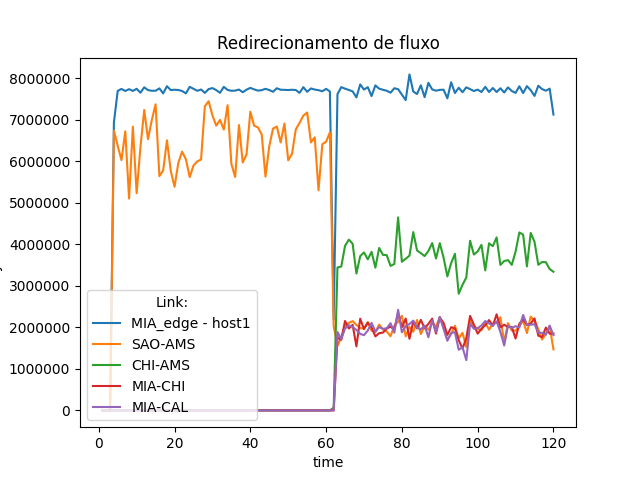 Redirecionamento de fluxo
8000000
7000000
6000000
5000000
4000000
3000000
2000000
1000000
0
Link:
MIA_edge - host1
SAO-AMS
CHI-AMS
MIA-CHI
MIA-CAL
0 20 40 60 80 100 120
time